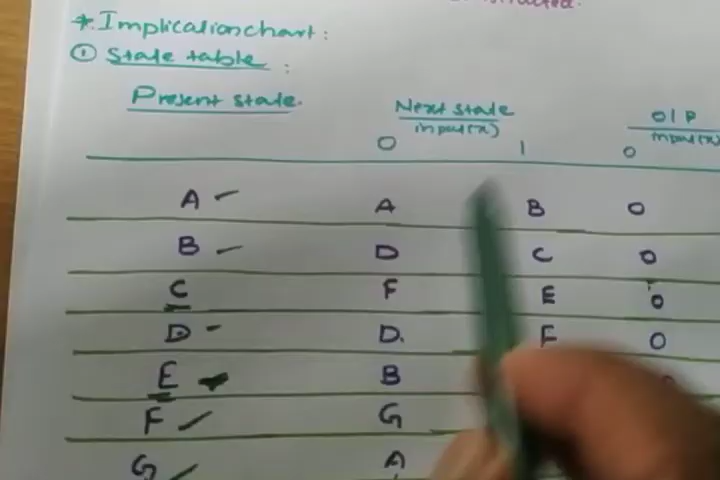 *. Implication chart:
① State table :
Present state. Next state O/P
input(x) input(x)
0 1 0
A A B 0
B D C 0
C F E 0
D D. F 0
E B
F G
G A